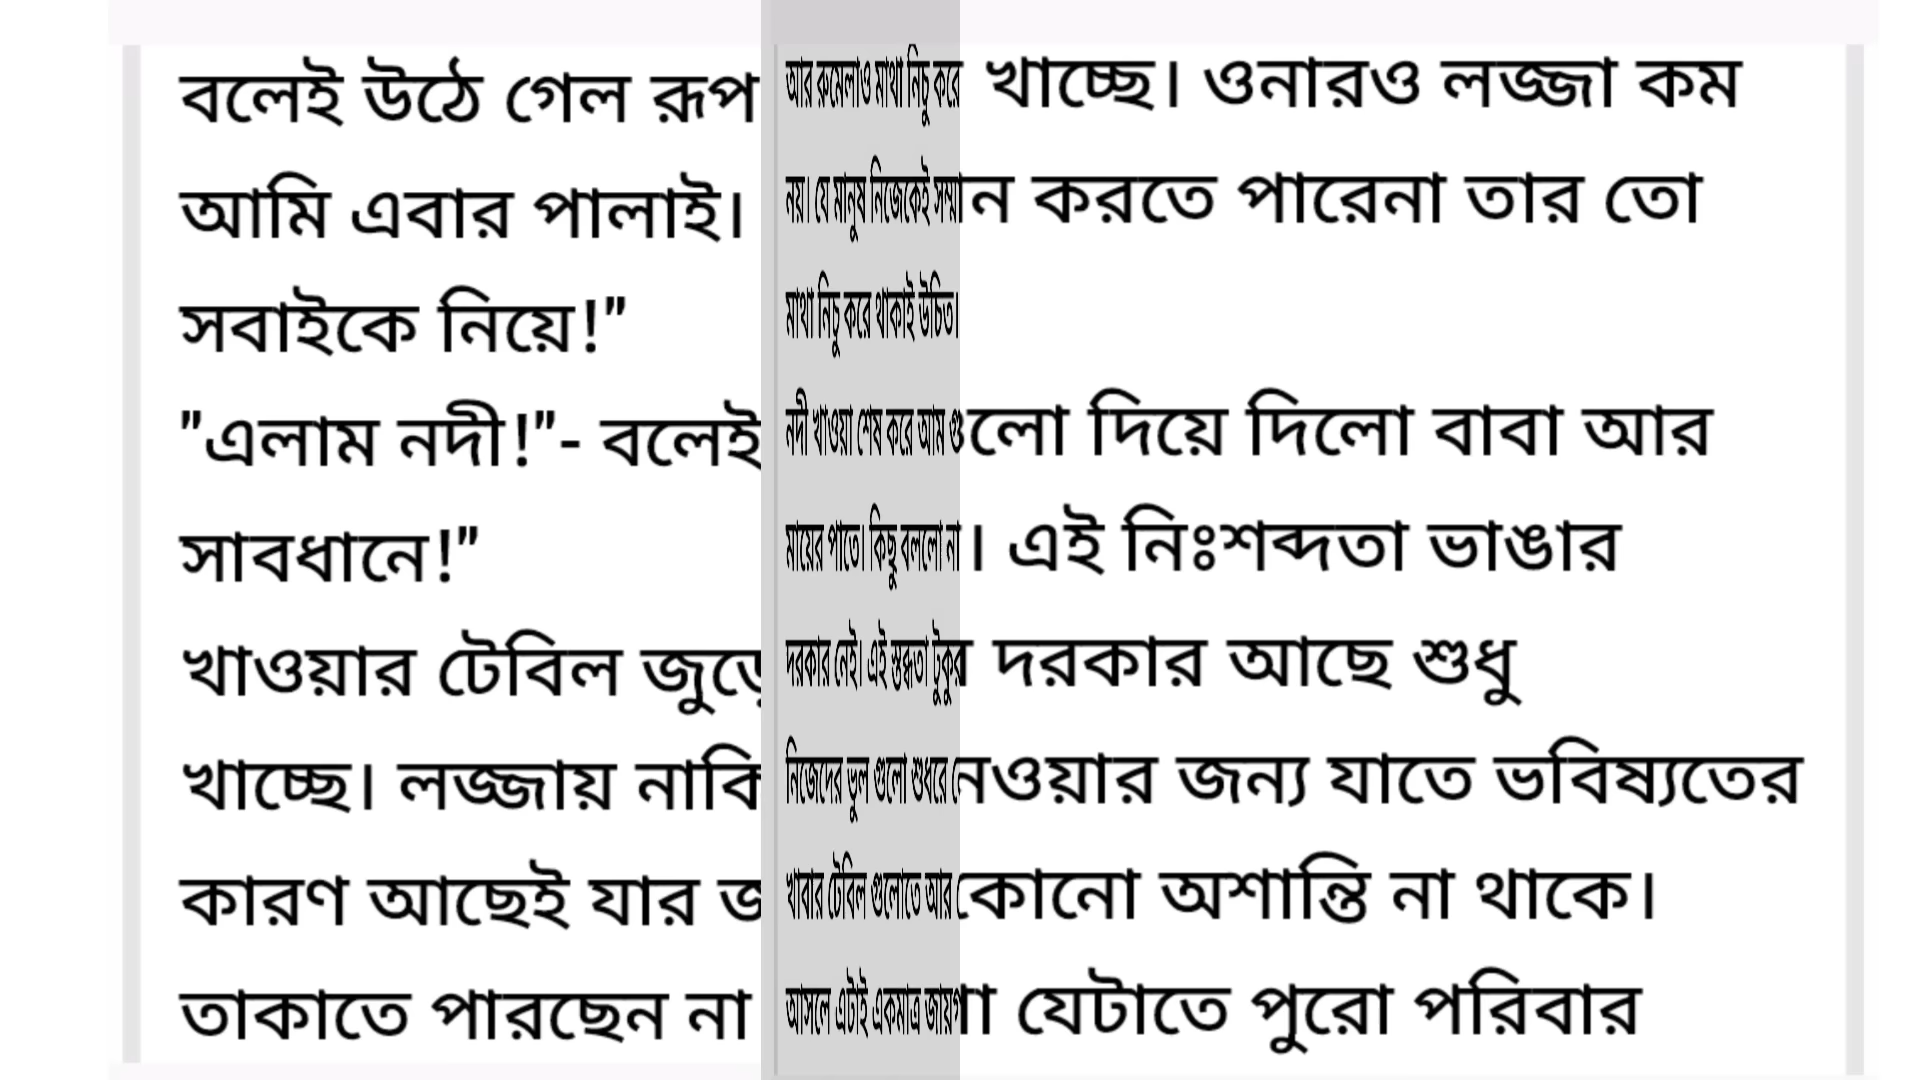 বলেই উঠে গেল রূপ
আমি এবার পালাই।
সবাইকে নিয়ে!"
"এলাম নদী!"- বলেই
সাবধানে!"
খাওয়ার টেবিল জুড়ে
খাচ্ছে। লজ্জায়
কারণ আছেই যার
তাকাতে পারছেন না
আর রুমেলাও মাথা নিচু করে খাচ্ছে। ওনারও লজ্জা কম
নয়। যে মানুষ নিজেকেই সম্মান করতে পারেনা তার তো
মাথা নিচু করে থাকাই উচিত।
নদী খাওয়া শেষ করে আম গুলো দিয়ে দিলো বাবা আর
মায়ের পাতে। কিছু বললো না। এই নিঃশব্দতা ভাঙার
দরকার নেই। এই স্তব্ধতা টুকুর দরকার আছে শুধু
নিজেদের ভুল গুলো শুধরে নেওয়ার জন্য যাতে ভবিষ্যতের
খাবার টেবিল গুলোতে আর কোনো অশান্তি না থাকে।
আসলে এটাই একমাত্র জায়গা যেটাতে পুরো পরিবার